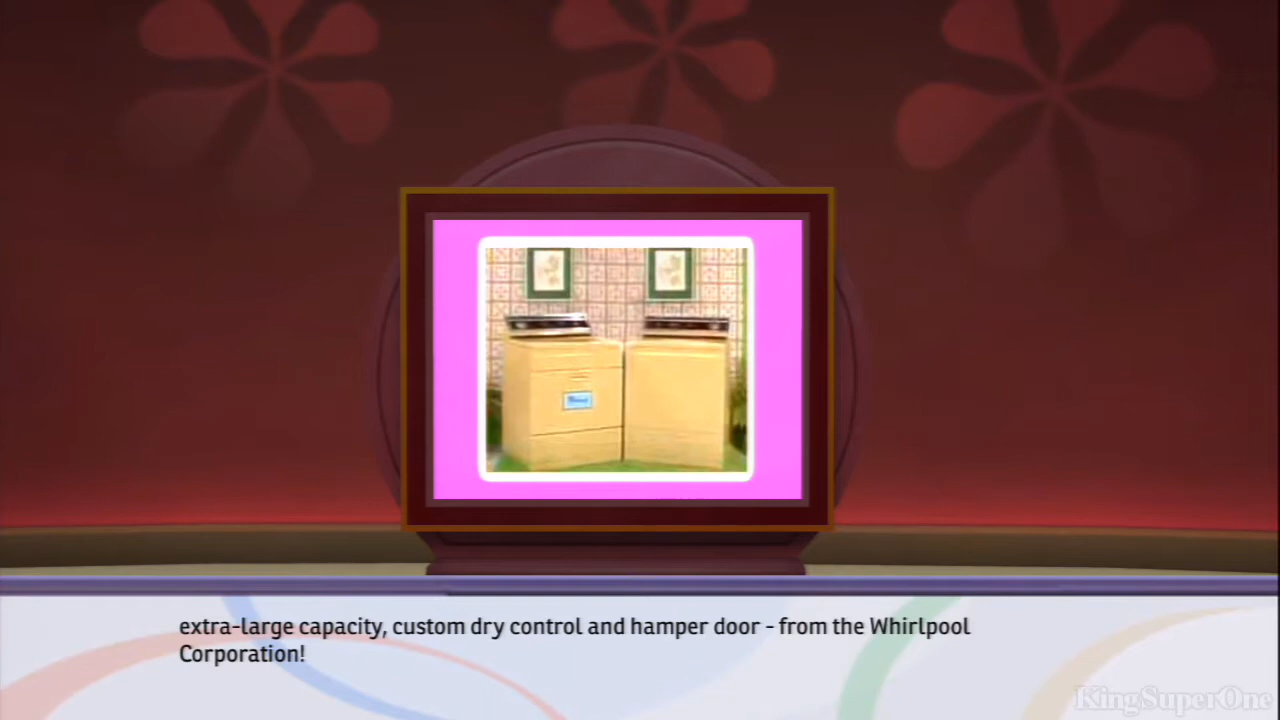 extra-large capacity, custom dry control and hamper door - from the Whirlpool
Corporation!
KingSuperOne